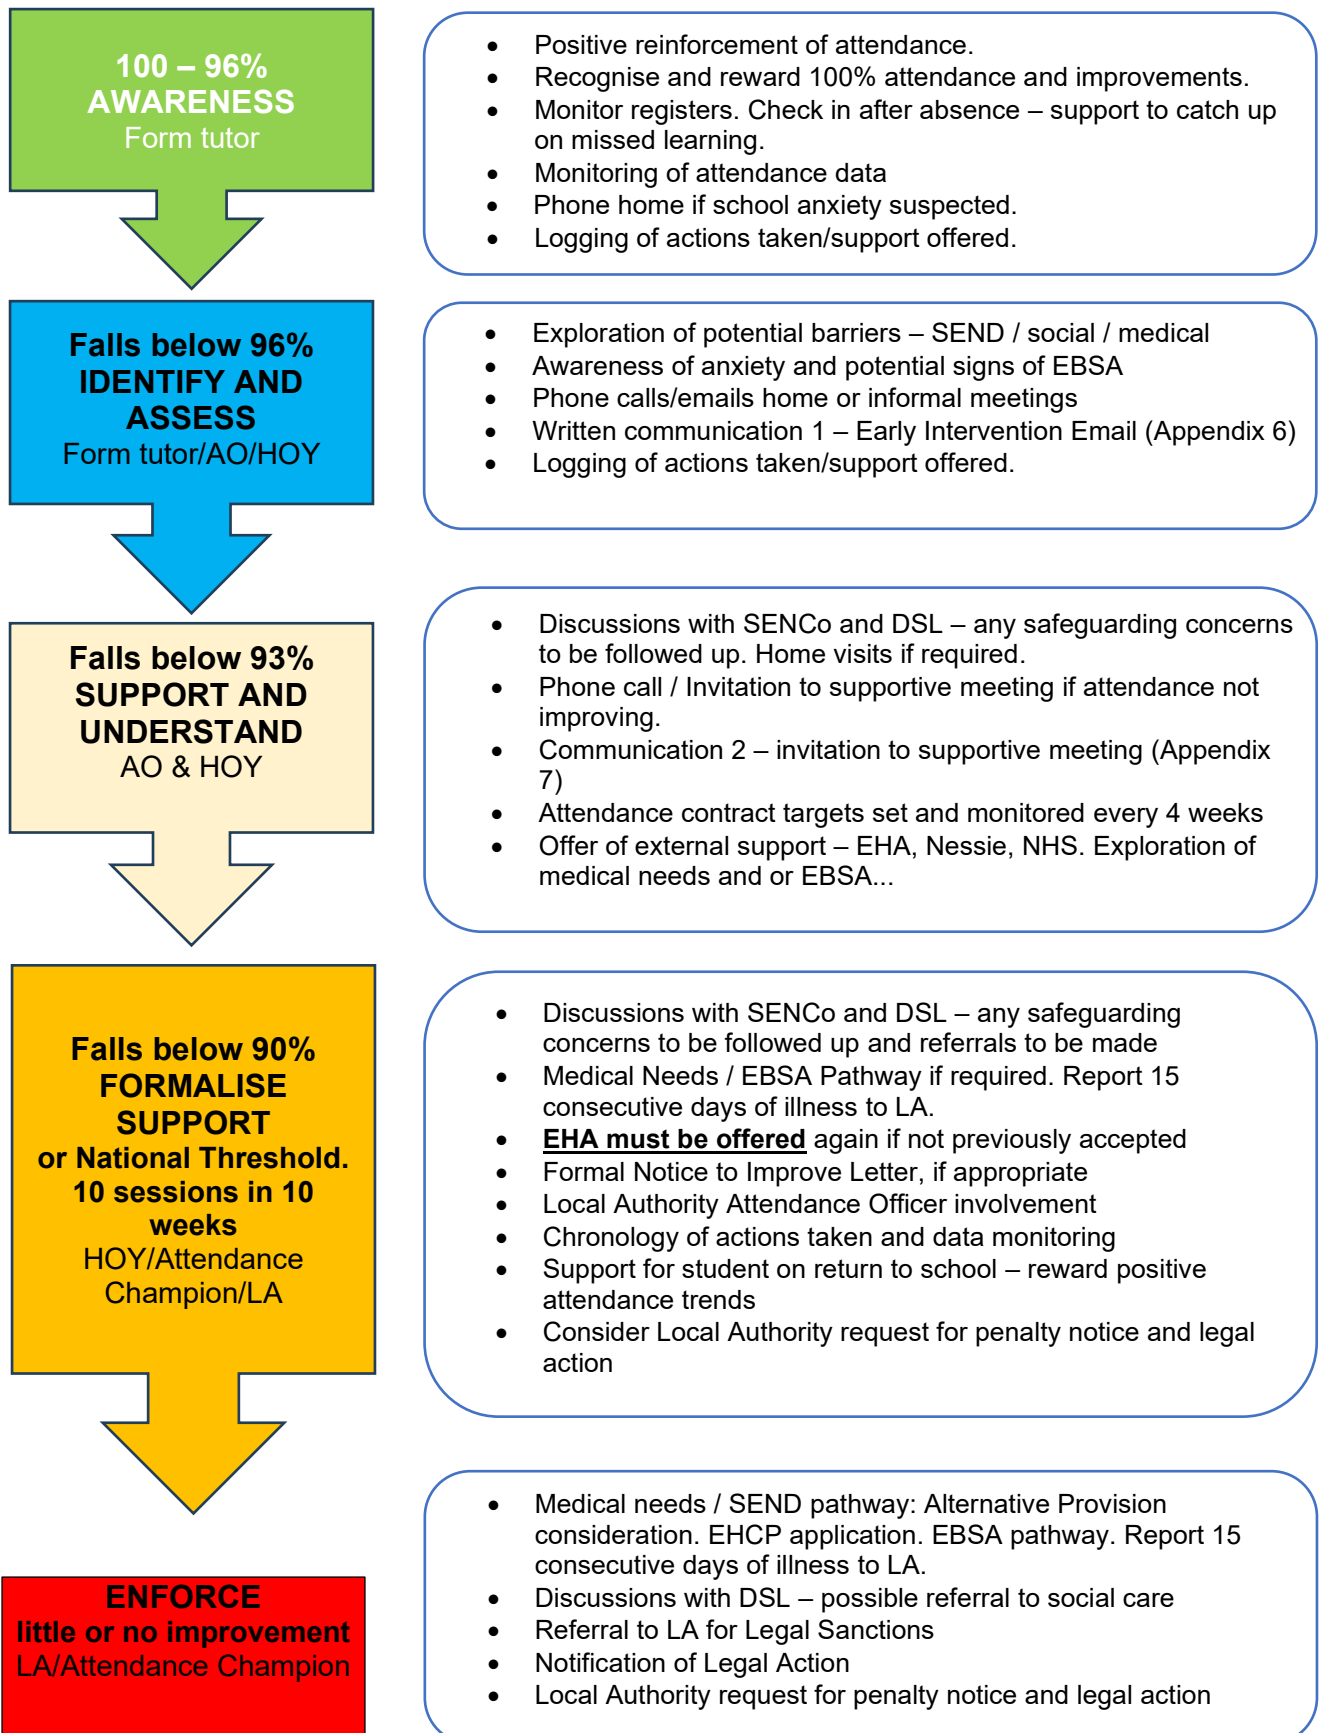 100 – 96%
AWARENESS
Form tutor
• Positive reinforcement of attendance.
• Recognise and reward 100% attendance and improvements.
• Monitor registers. Check in after absence – support to catch up
on missed learning.
• Monitoring of attendance data
• Phone home if school anxiety suspected.
• Logging of actions taken/support offered.
Falls below 96%
IDENTIFY AND
ASSESS
Form tutor/AO/HOY
• Exploration of potential barriers – SEND / social / medical
• Awareness of anxiety and potential signs of EBSA
• Phone calls/emails home or informal meetings
• Written communication 1 – Early Intervention Email (Appendix 6)
• Logging of actions taken/support offered.
Falls below 93%
SUPPORT AND
UNDERSTAND
AO & HOY
• Discussions with SENCo and DSL – any safeguarding concerns
to be followed up. Home visits if required.
• Phone call / Invitation to supportive meeting if attendance not
improving.
• Communication 2 – invitation to supportive meeting (Appendix
7)
• Attendance contract targets set and monitored every 4 weeks
• Offer of external support – EHA, Nessie, NHS. Exploration of
medical needs and or EBSA...
Falls below 90%
FORMALISE
SUPPORT
or National Threshold.
10 sessions in 10
weeks
HOY/Attendance
Champion/LA
• Discussions with SENCo and DSL – any safeguarding
concerns to be followed up and referrals to be made
• Medical Needs / EBSA Pathway if required. Report 15
consecutive days of illness to LA.
• EHA must be offered again if not previously accepted
• Formal Notice to Improve Letter, if appropriate
• Local Authority Attendance Officer involvement
• Chronology of actions taken and data monitoring
• Support for student on return to school – reward positive
attendance trends
• Consider Local Authority request for penalty notice and legal
action
ENFORCE
little or no improvement
LA/Attendance Champion
• Medical needs / SEND pathway: Alternative Provision
consideration. EHCP application. EBSA pathway. Report 15
consecutive days of illness to LA.
• Discussions with DSL – possible referral to social care
• Referral to LA for Legal Sanctions
• Notification of Legal Action
• Local Authority request for penalty notice and legal action